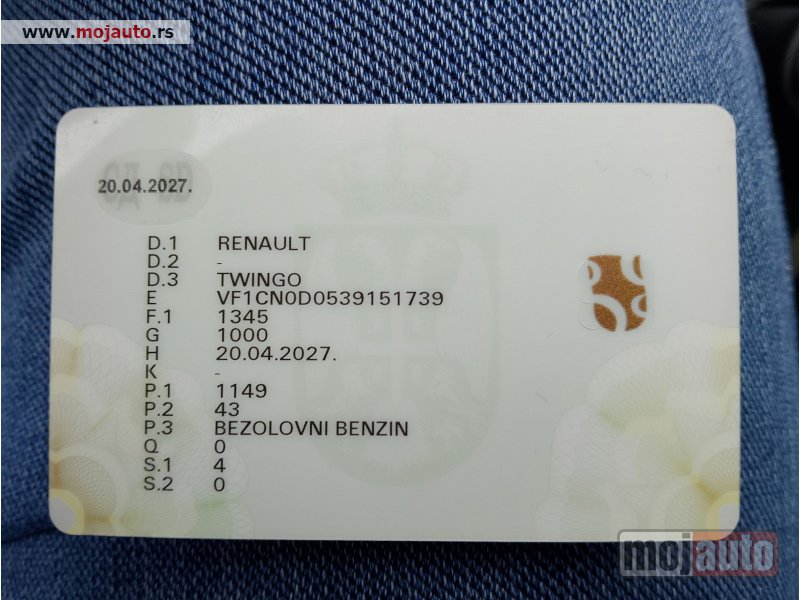 www.mojauto.rs
20.04.2027.
D.1 RENAULT
D.2 -
D.3 TWINGO
E VF1CN0D0539151739
F.1 1345
G 1000
H 20.04.2027.
K -
P.1 1149
P.2 43
P.3 BEZOLOVNI BENZIN
Q 0
S.1 4
S.2 0
mojauto